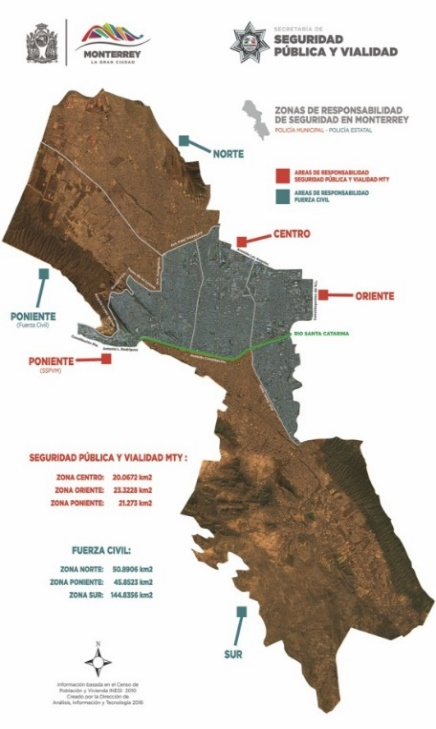 MONTERREY
LA GRAN CIUDAD
SECRETARÍA DE
SEGURIDAD
PÚBLICA Y VIALIDAD
ZONAS DE RESPONSABILIDAD
DE SEGURIDAD EN MONTERREY
POLICÍA MUNICIPAL - POLICÍA ESTATAL
AREAS DE RESPONSABILIDAD
SEGURIDAD PÚBLICA Y VIALIDAD MTY
AREAS DE RESPONSABILIDAD
FUERZA CIVIL
NORTE
CENTRO
ORIENTE
PONIENTE
(Fuerza Civil)
RIO SANTA CATARINA
PONIENTE
(SSPVM)
SEGURIDAD PÚBLICA Y VIALIDAD MTY :
ZONA CENTRO: 20.0672 km2
ZONA ORIENTE: 23.3228 km2
ZONA PONIENTE: 21.273 km2
FUERZA CIVIL:
ZONA NORTE: 50.8906 km2
ZONA PONIENTE: 45.8523 km2
ZONA SUR: 144.8356 km2
SUR
N
Información basada en el Censo de
Población y Vivienda INEGI 2010
Creado por la Dirección de
Análisis, Información y Tecnología 2016